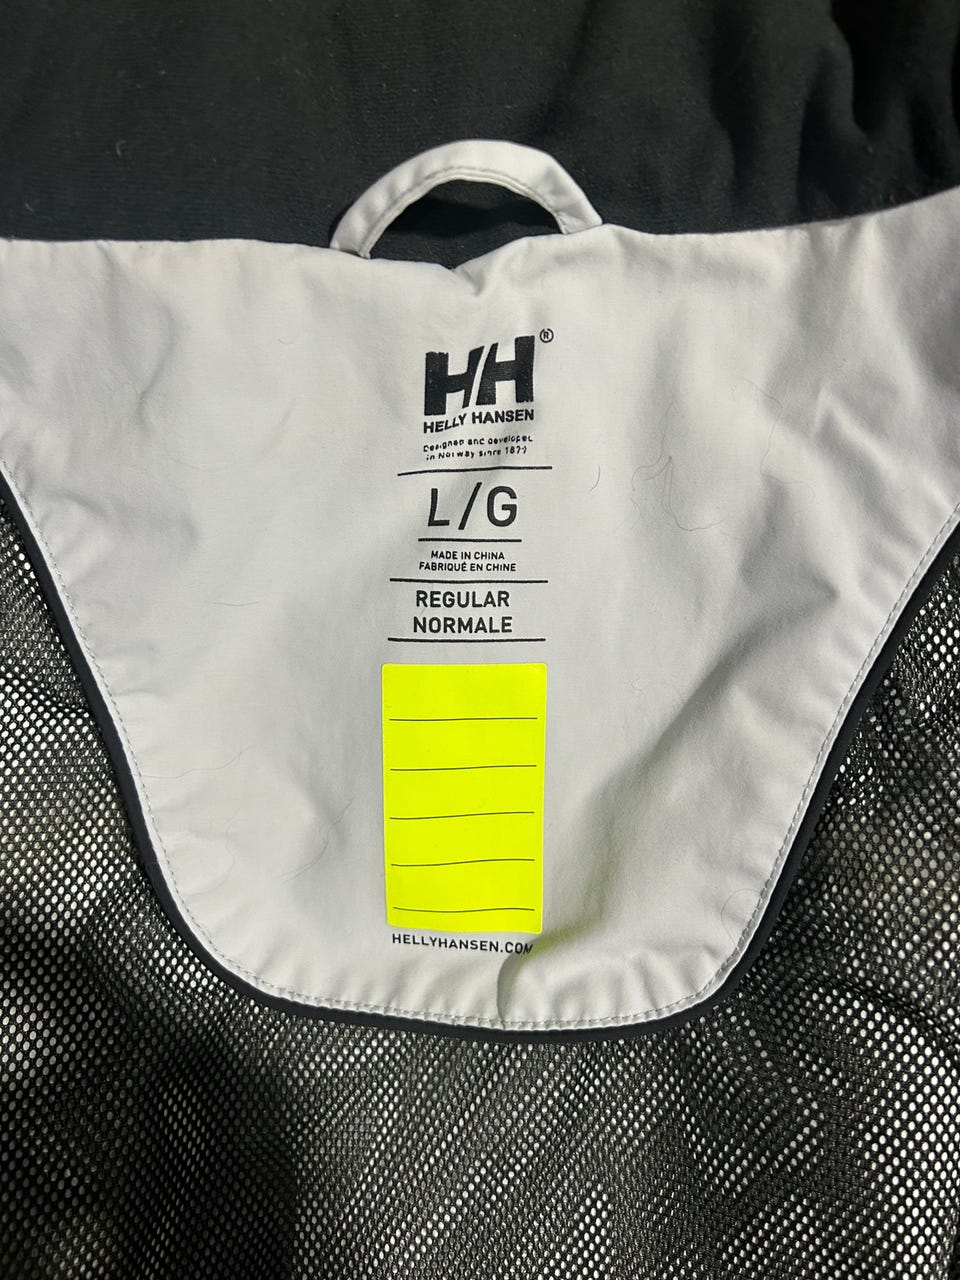 HH®
HELLY HANSEN
Designed and developed
in Norway since 1877
L/G
MADE IN CHINA
FABRIQUÉ EN CHINE
REGULAR
NORMALE
HELLYHANSEN.COM